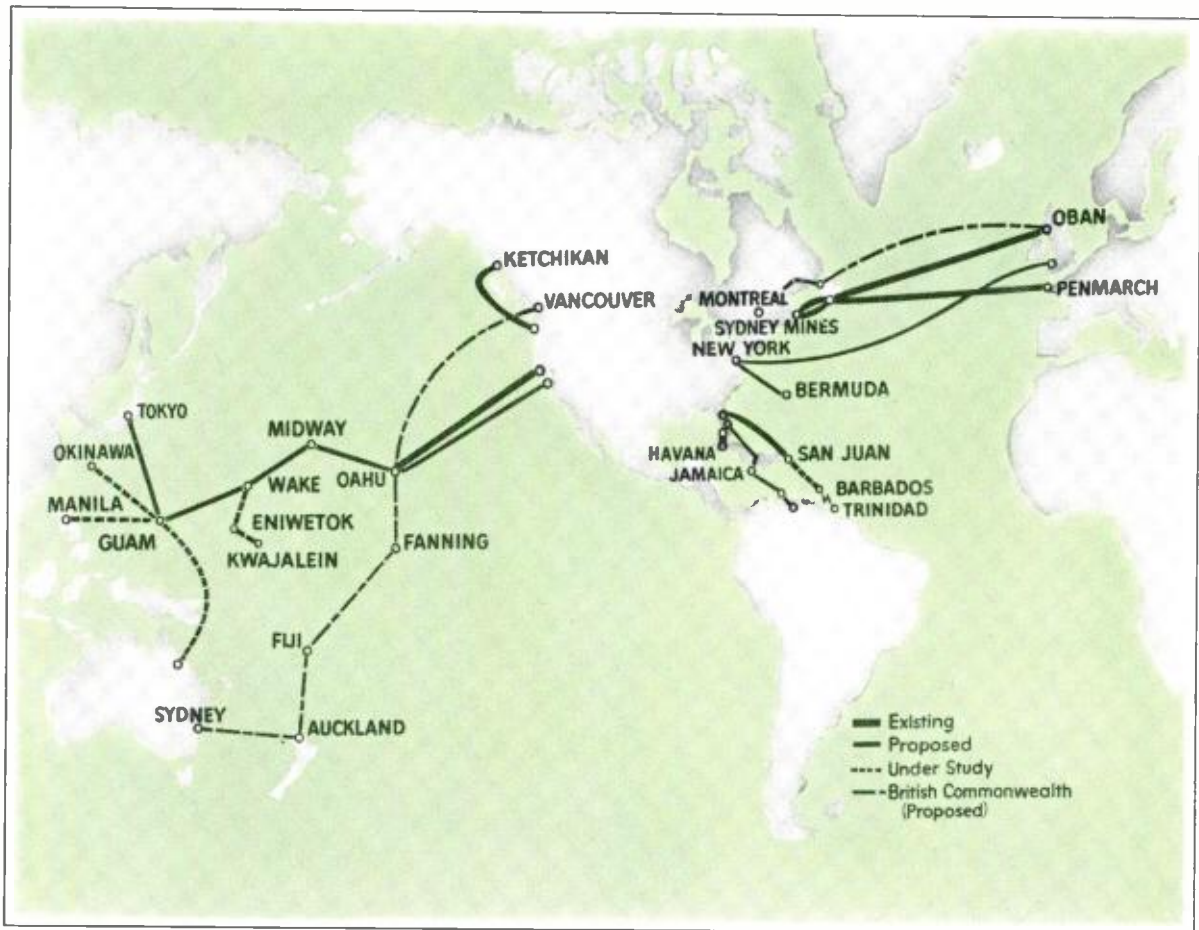 OBAN
KETCHIKAN
VANCOUVER
MONTREAL
PENMARCH
SYDNEY MINES
NEW YORK
BERMUDA
TOKYO
MIDWAY
OKINAWA
HAVANA
SAN JUAN
WAKE
OAHU
JAMAICA
BARBADOS
MANILA
ENIWETOK
TRINIDAD
GUAM
FANNING
KWAJALEIN
FIJI
SYDNEY
AUCKLAND
Existing
Proposed
Under Study
British Commonwealth
(Proposed)